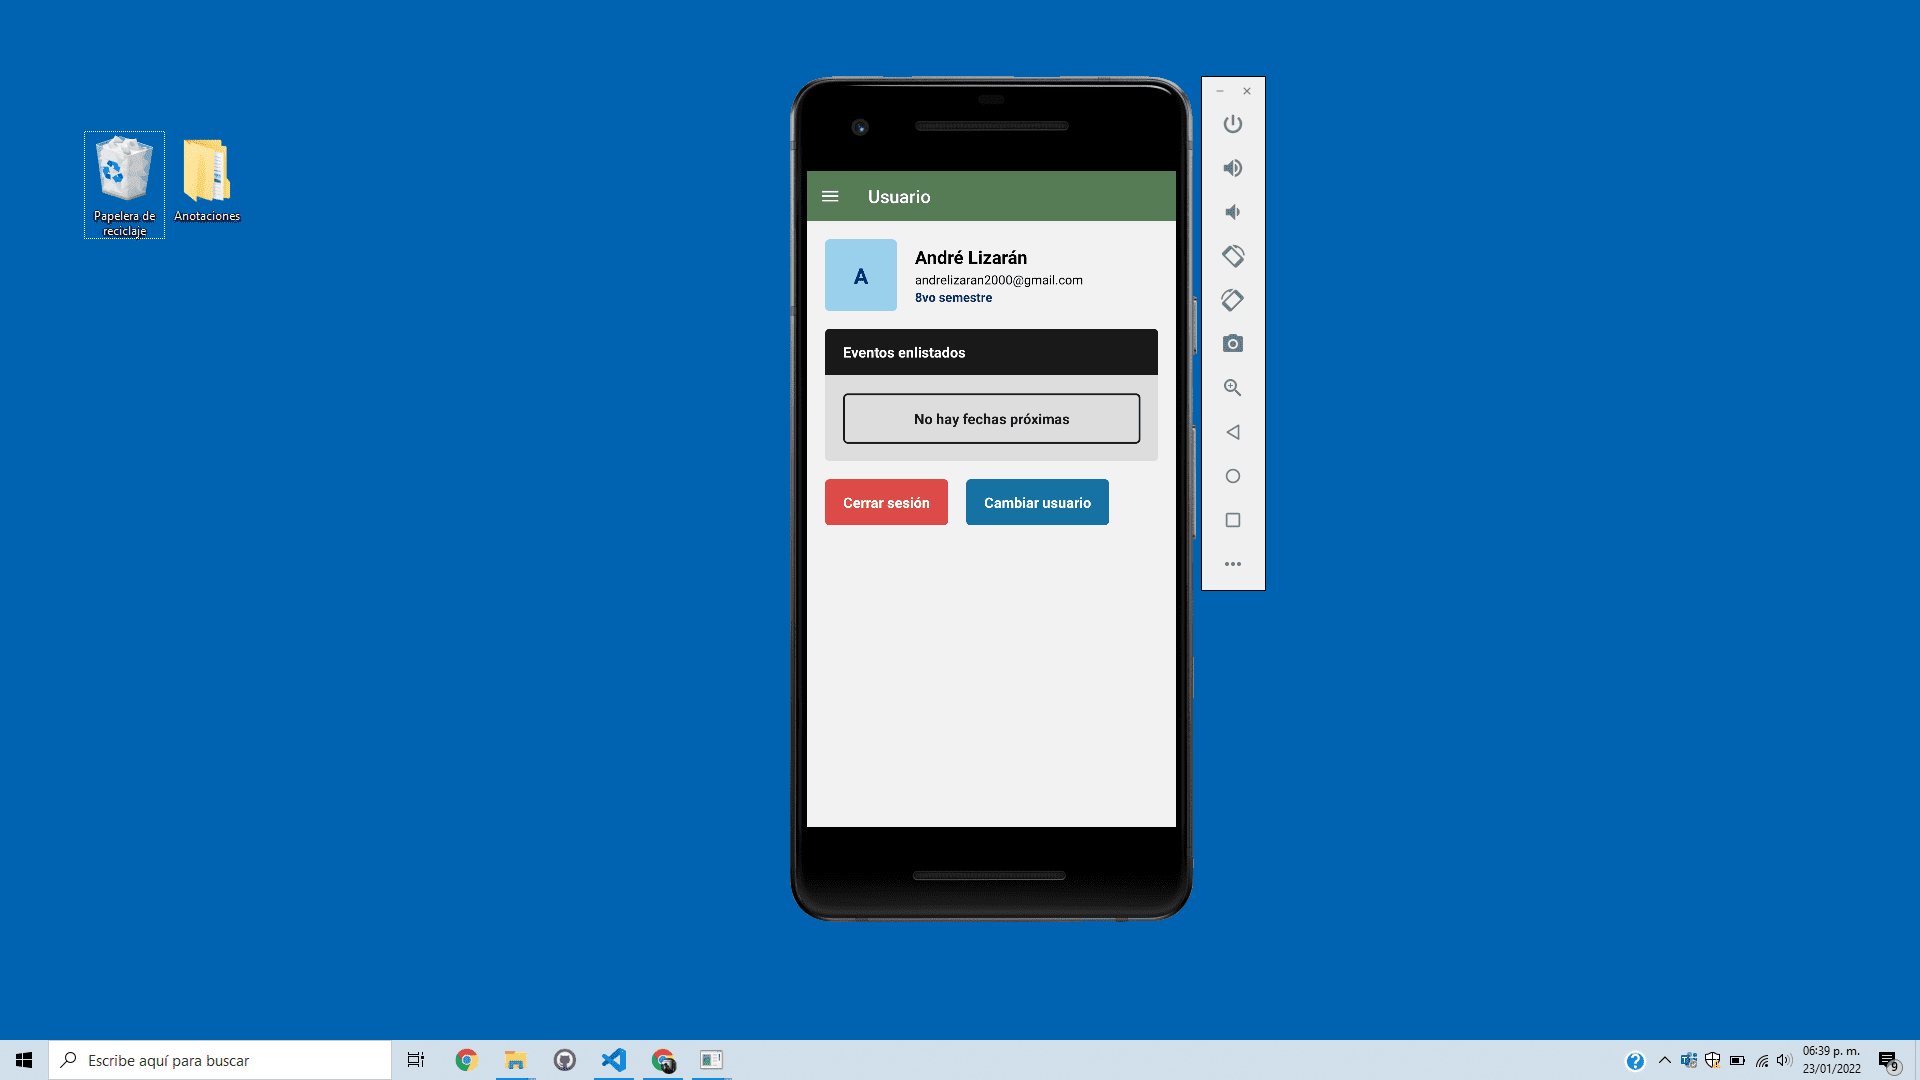 Papelera de
reciclaje
Anotaciones
Usuario
A
André Lizarán
andrelizaran2000@gmail.com
8vo semestre
Eventos enlistados
No hay fechas próximas
Cerrar sesión
Cambiar usuario
Escribe aquí para buscar
06:39 p. m.
23/01/2022
9